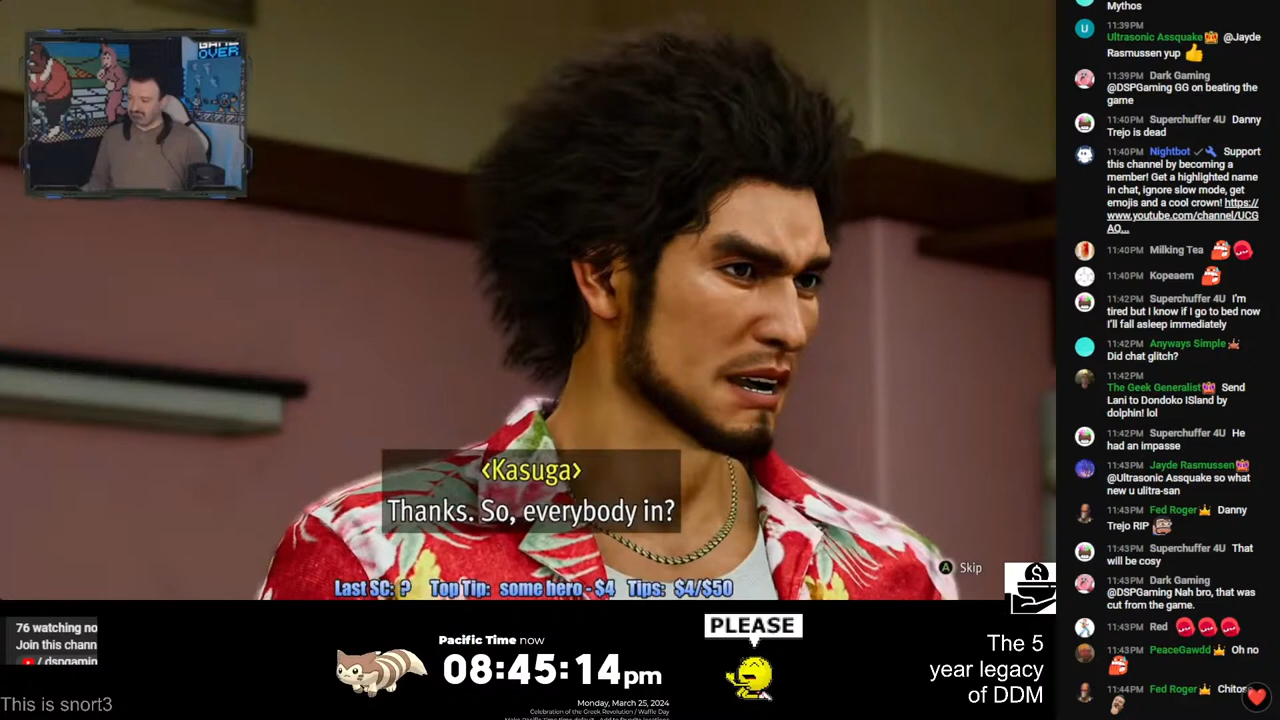 GAME
OVER
<Kasuga>
Thanks. So, everybody in?
A Skip
Last SC: ? Top Tip: some hero - $4 Tips: $4/$50
76 watching no
Join this chann
/ dspgamin
This is snort3
Pacific Time now
08:45:14pm
Monday, March 25, 2024
Celebration of the Greek Revolution / Waffle Day
PLEASE
The 5
year legacy
of DDM
Mythos
11:39PM
Ultrasonic Assquake @Jayde
Rasmussen yup
11:39PM Dark Gaming
@DSPGaming GG on beating the
game
11:40PM Superchuffer 4U Danny
Trejo is dead
11:40PM Nightbot Support
this channel by becoming a
member! Get a highlighted name
in chat, ignore slow mode, get
emojis and a cool crown! https://
www.youtube.com/channel/UCG
AO...
11:40PM Milking Tea
11:40PM Kopeaem
11:42PM Superchuffer 4U I'm
tired but I know if I go to bed now
I'll fall asleep immediately
11:42PM Anyways Simple
Did chat glitch?
11:42PM
The Geek Generalist Send
Lani to Dondoko ISland by
dolphin! lol
11:42PM Superchuffer 4U He
had an impasse
11:43PM Jayde Rasmussen
@Ultrasonic Assquake so what
new u ulitra-san
11:43PM Fed Roger Danny
Trejo RIP
11:43PM Superchuffer 4U That
will be cosy
11:43PM Dark Gaming
@DSPGaming Nah bro, that was
cut from the game.
11:43PM Red
11:43PM PeaceGawdd Oh no
11:44PM Fed Roger Chitos